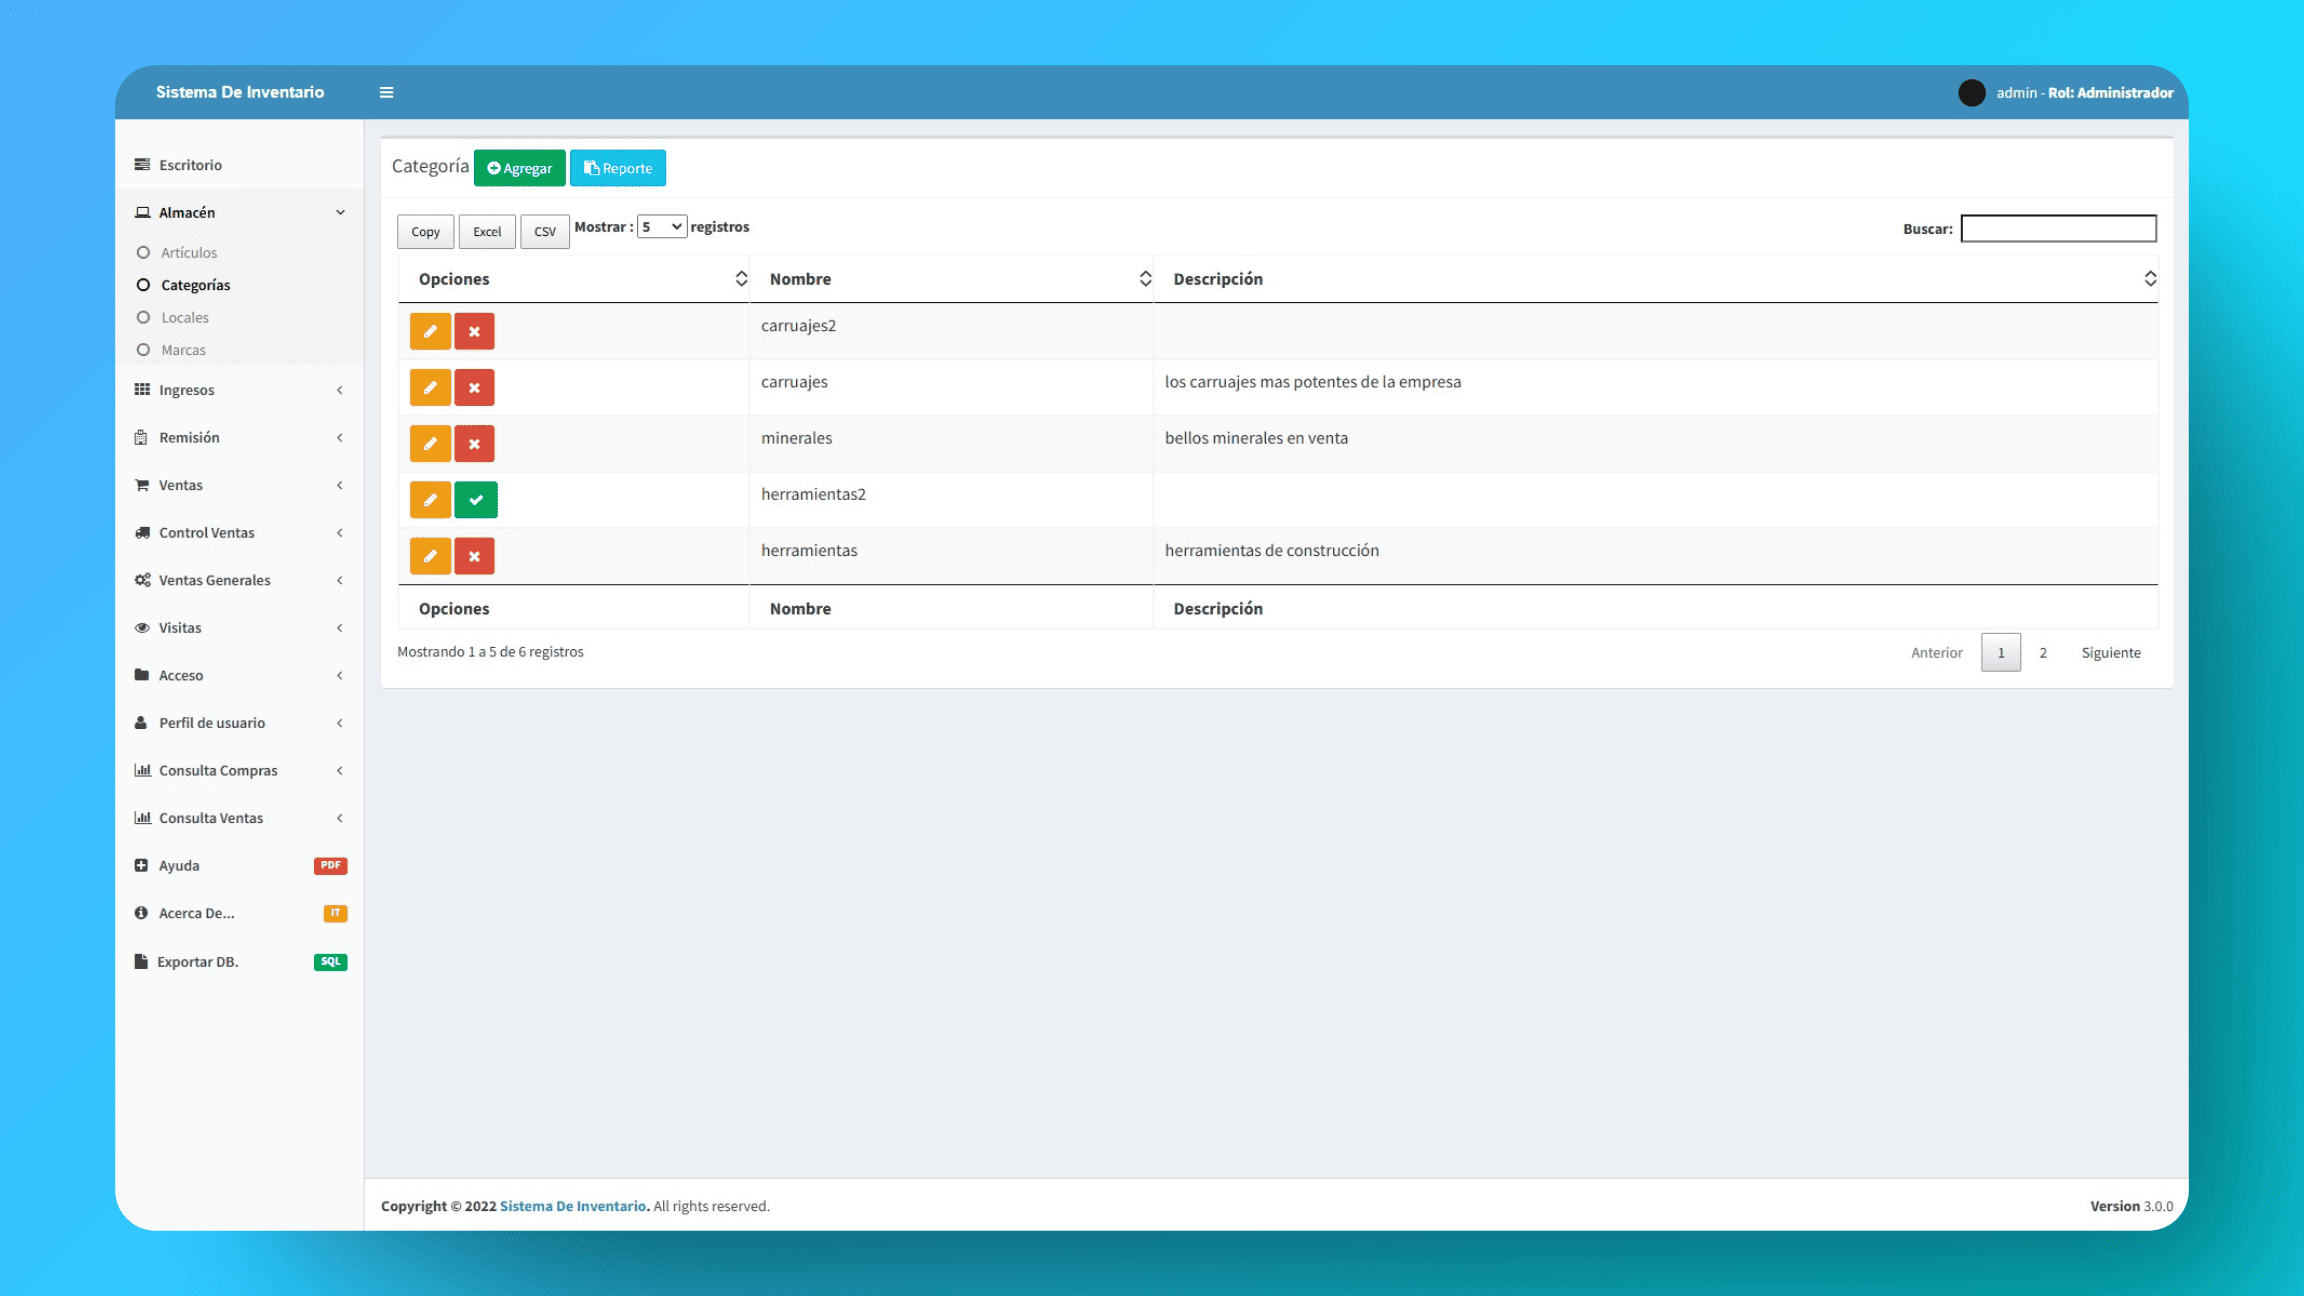 Sistema De Inventario
admin - Rol: Administrador
Escritorio
Almacén
Artículos
Categorías
Locales
Marcas
Ingresos
Remisión
Ventas
Control Ventas
Ventas Generales
Visitas
Acceso
Perfil de usuario
Consulta Compras
Consulta Ventas
Ayuda PDF
Acerca De... IT
Exportar DB. SQL
Categoría Agregar Reporte
Copy Excel CSV Mostrar : 5 registros Buscar:
Opciones Nombre Descripción
carruajes2
carruajes los carruajes mas potentes de la empresa
minerales bellos minerales en venta
herramientas2
herramientas herramientas de construcción
Opciones Nombre Descripción
Mostrando 1 a 5 de 6 registros Anterior 1 2 Siguiente
Copyright © 2022 Sistema De Inventario. All rights reserved. Version 3.0.0